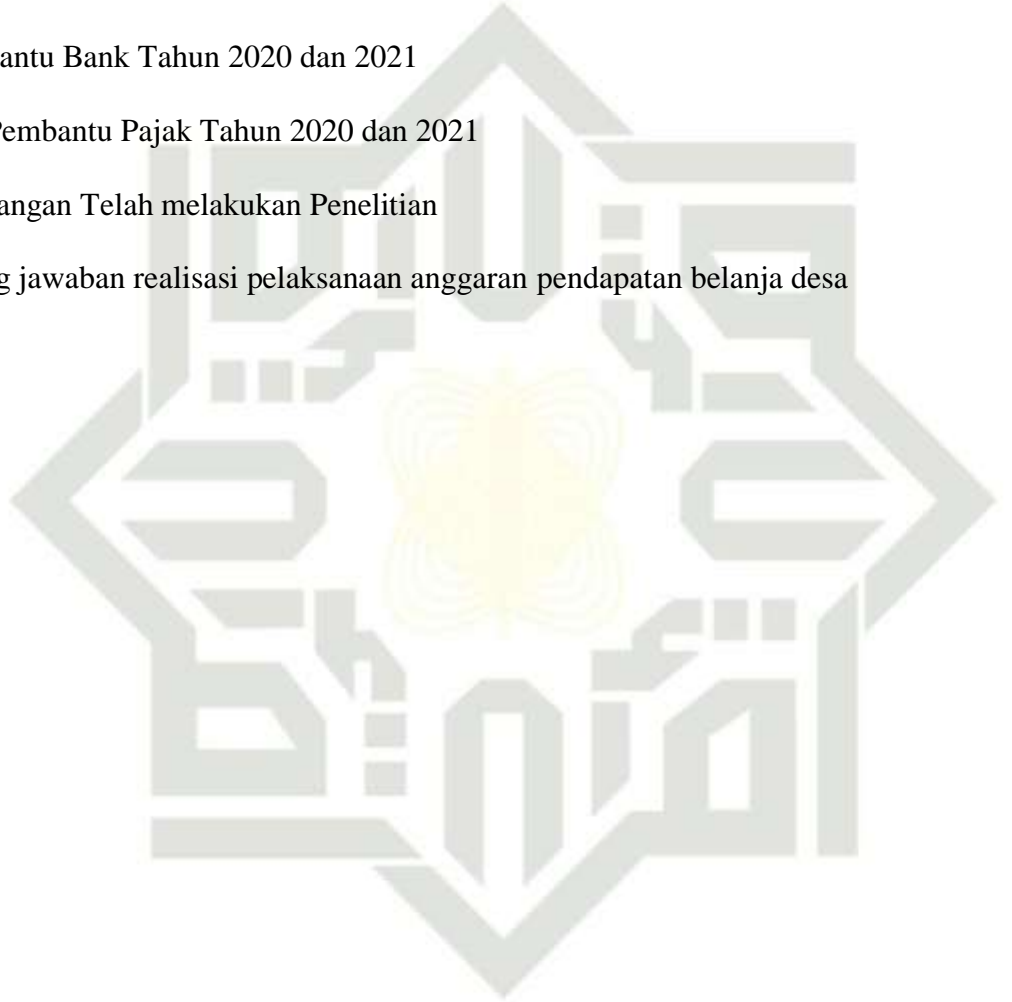 antu Bank Tahun 2020 dan 2021
Pembantu Pajak Tahun 2020 dan 2021
angan Telah melakukan Penelitian
g jawaban realisasi pelaksanaan anggaran pendapatan belanja desa